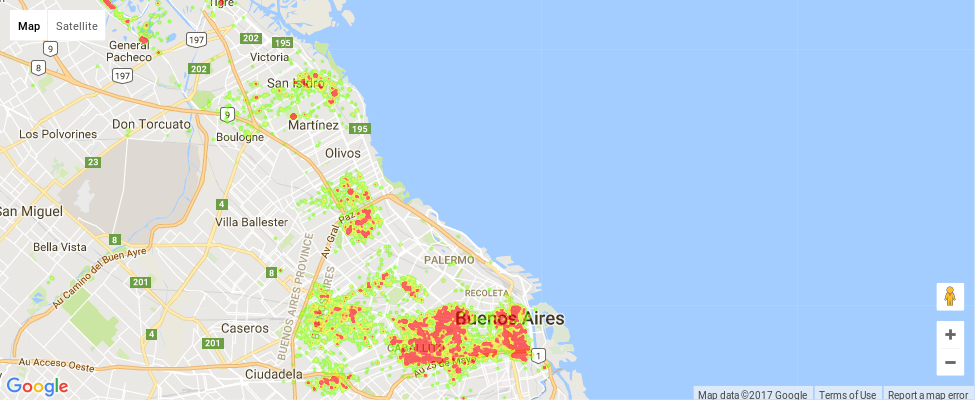 Tigre
Map
Satellite
General
Pacheco
197
202
195
9
Victoria
8
202
197
San Isidro
9
Don Torcuato
Martínez
195
Los Polvorines
Boulogne
Olivos
23
San Miguel
4
Av. Gral. Paz
Villa Ballester
8
Bella Vista
PALERMO
Au Camino del Buen Ayre
8
201
BUENOS AIRES PROVINCE
RECOLETA
Buenos Aires
Caseros
4
201
CABALLITO
1
Au Acceso Oeste
Au 25 de Mayo
Ciudadela
Google
Map data ©2017 Google
Terms of Use
Report a map error